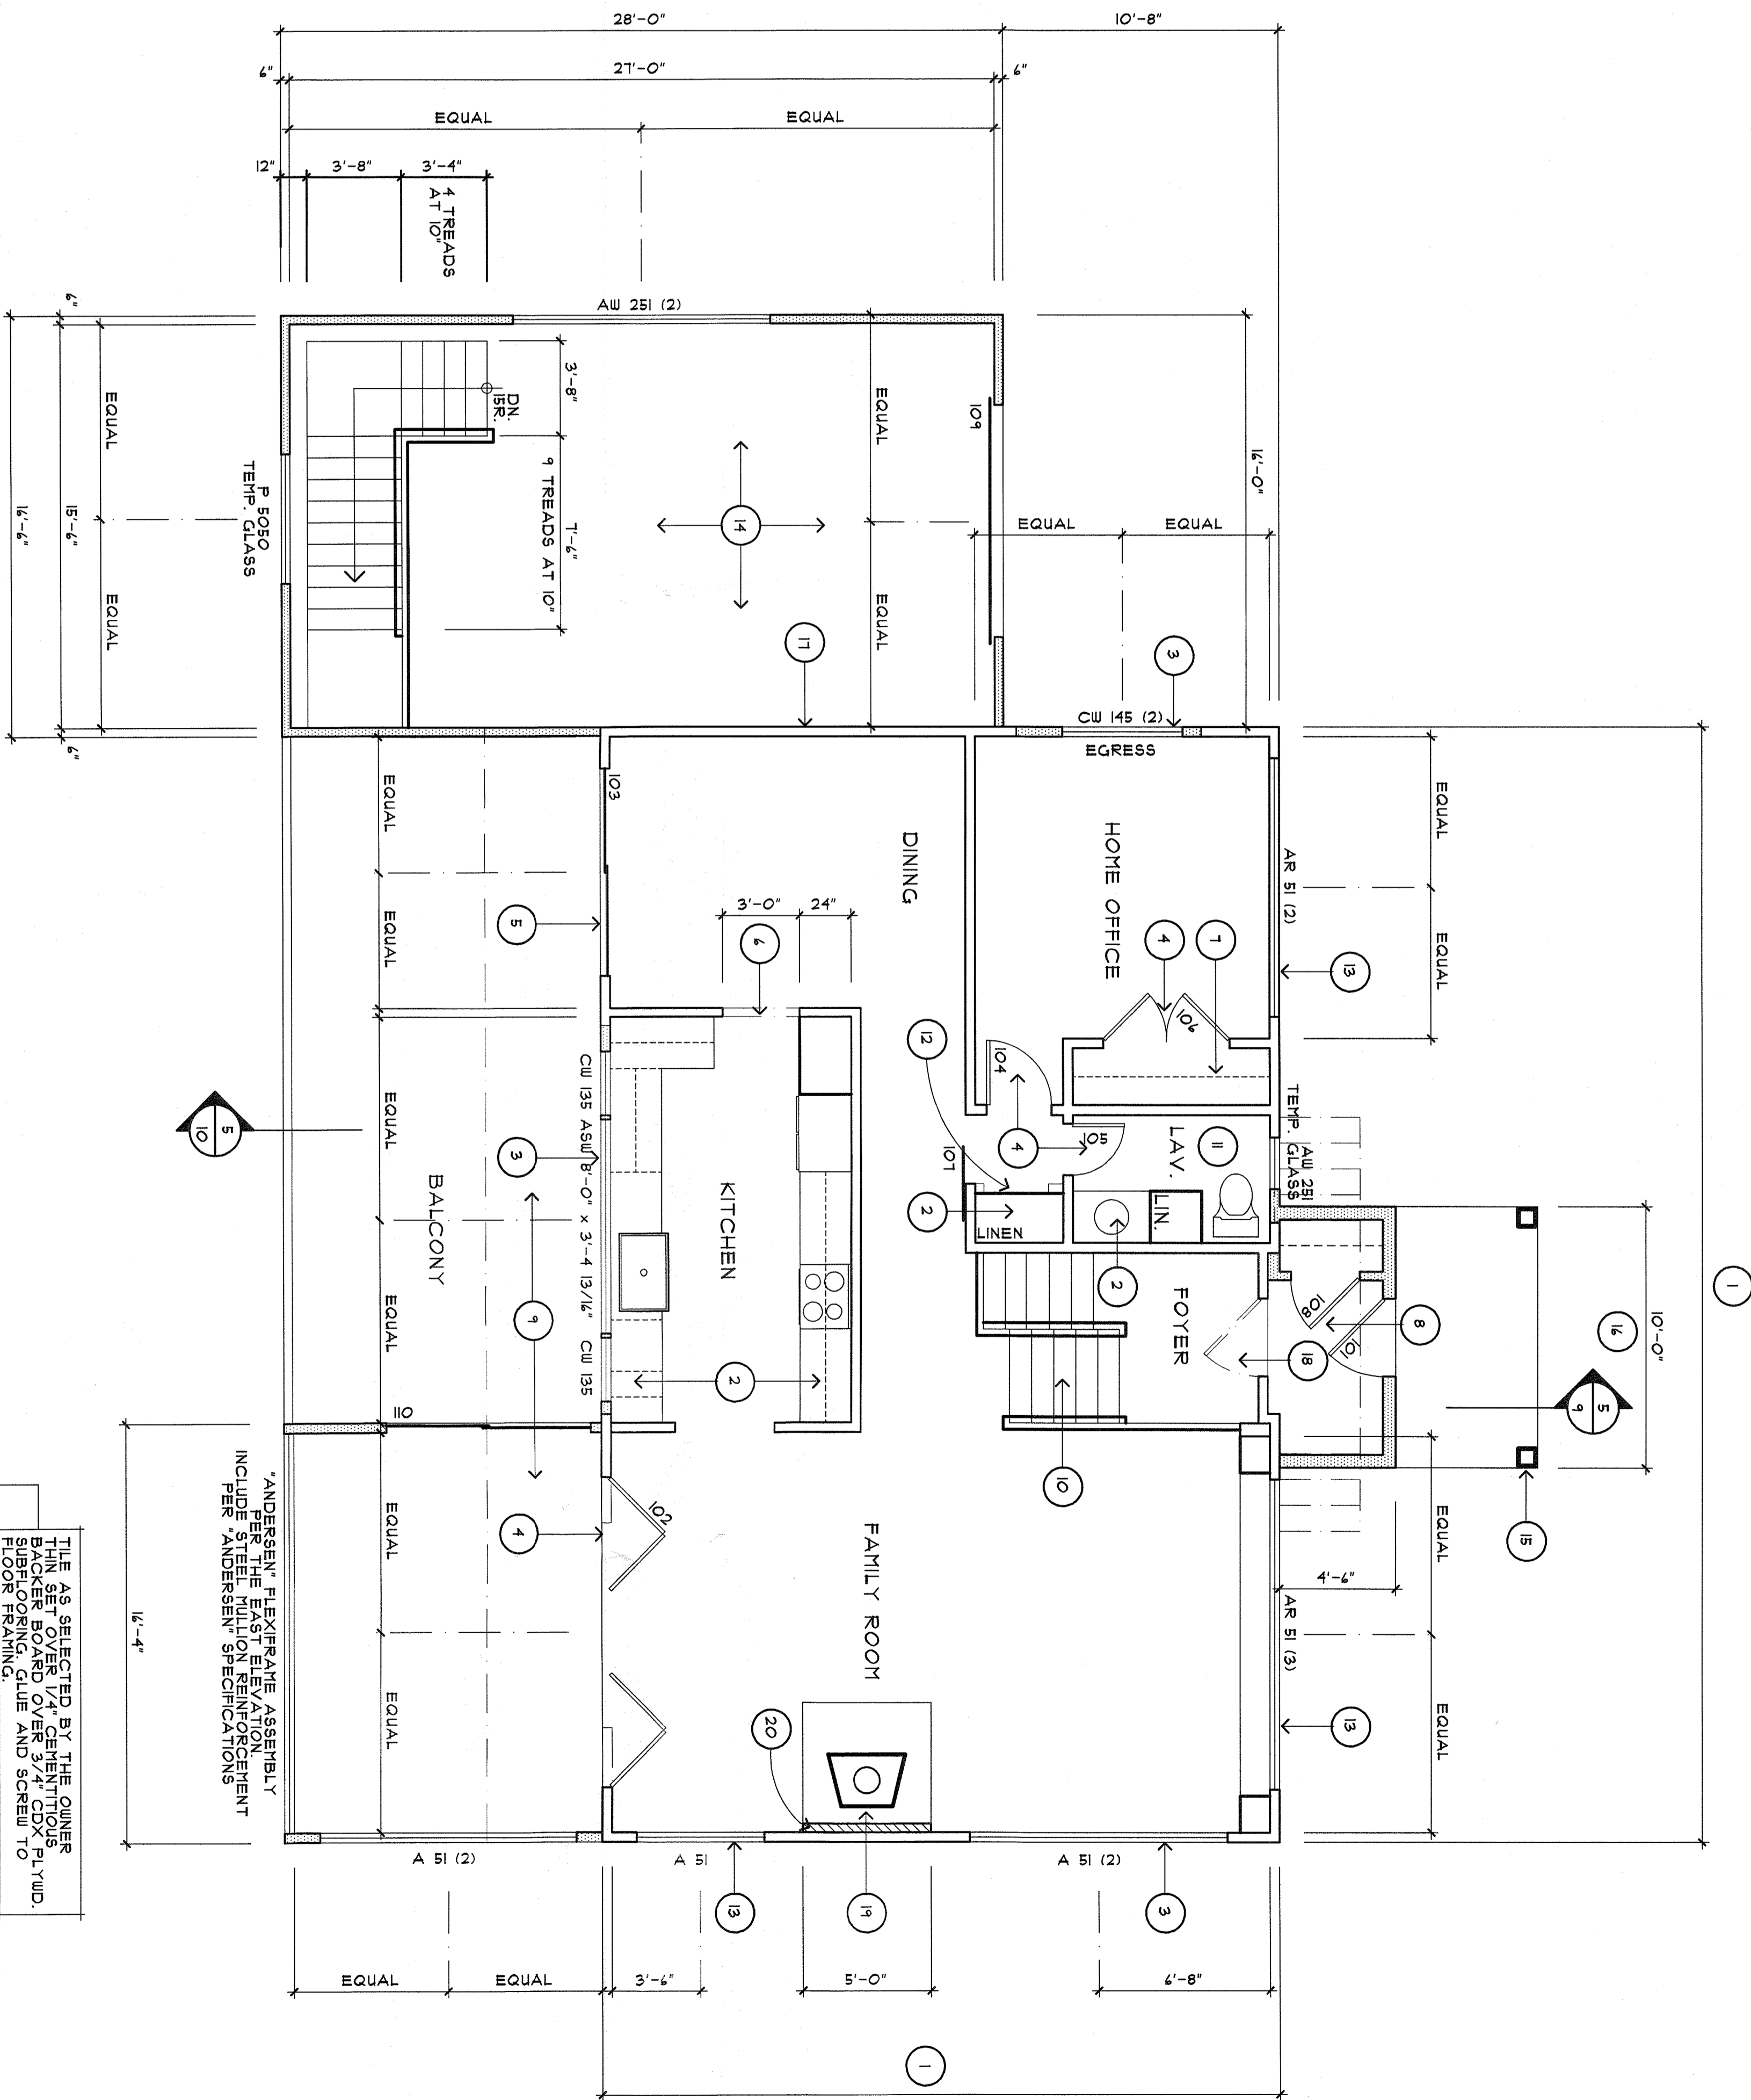 28'-0"
10'-8"
6"
27'-0"
6"
EQUAL
EQUAL
12"
3'-8"
3'-4"
4 TREADS
AT 10"
AW 251 (2)
6"
EQUAL
EQUAL
15'-6"
16'-6"
6"
P 5050
TEMP. GLASS
DN.
15R.
3'-8"
7'-6"
9 TREADS AT 10"
EQUAL
EQUAL
14
17
109
16'-0"
EQUAL
EQUAL
3
CW 145 (2)
EGRESS
HOME OFFICE
AR 51 (2)
EQUAL
EQUAL
13
4
7
106
104
4
105
LAV.
11
LIN.
AW 251
TEMP. GLASS
12
107
2
LINEN
2
FOYER
108
101
8
18
16
10'-0"
1
5
9
15
10
DINING
103
5
3'-0"
24"
6
KITCHEN
2
CW 135 ASW 8'-0" x 3'-4 13/16" CW 135
3
9
BALCONY
EQUAL
EQUAL
EQUAL
EQUAL
5
10
110
EQUAL
EQUAL
4
102
FAMILY ROOM
20
19
AR 51 (3)
EQUAL
EQUAL
4'-6"
13
A 51 (2)
A 51
A 51 (2)
13
3
EQUAL
EQUAL
3'-6"
5'-0"
6'-8"
1
"ANDERSEN" FLEXIFRAME ASSEMBLY
PER THE EAST ELEVATION.
INCLUDE STEEL MULLION REINFORCEMENT
PER "ANDERSEN" SPECIFICATIONS
16'-4"
TILE AS SELECTED BY THE OWNER
THIN SET OVER 1/4" CEMENTITIOUS
BACKER BOARD OVER 3/4" CDX PLYWD.
SUBFLOORING. GLUE AND SCREW TO
FLOOR FRAMING.